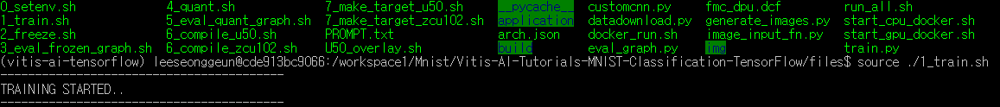 0_setenv.sh 4_quant.sh 7_make_target_u50.sh __pycache__ customcnn.py fmc_dpu.dcf run_all.sh
1_train.sh 5_eval_quant_graph.sh 7_make_target_zcu102.sh application datadownload.py generate_images.py start_cpu_docker.sh
2_freeze.sh 6_compile_u50.sh PROMPT.txt arch.json docker_run.sh image_input_fn.py start_gpu_docker.sh
3_eval_frozen_graph.sh 6_compile_zcu102.sh U50_overlay.sh build eval_graph.py img train.py
(vitis-ai-tensorflow) leeseonggeun@cde913bc9066:/workspace1/Mnist/Vitis-AI-Tutorials-MNIST-Classification-TensorFlow/files$ source ./1_train.sh
-----------------------------------------
TRAINING STARTED..
-----------------------------------------